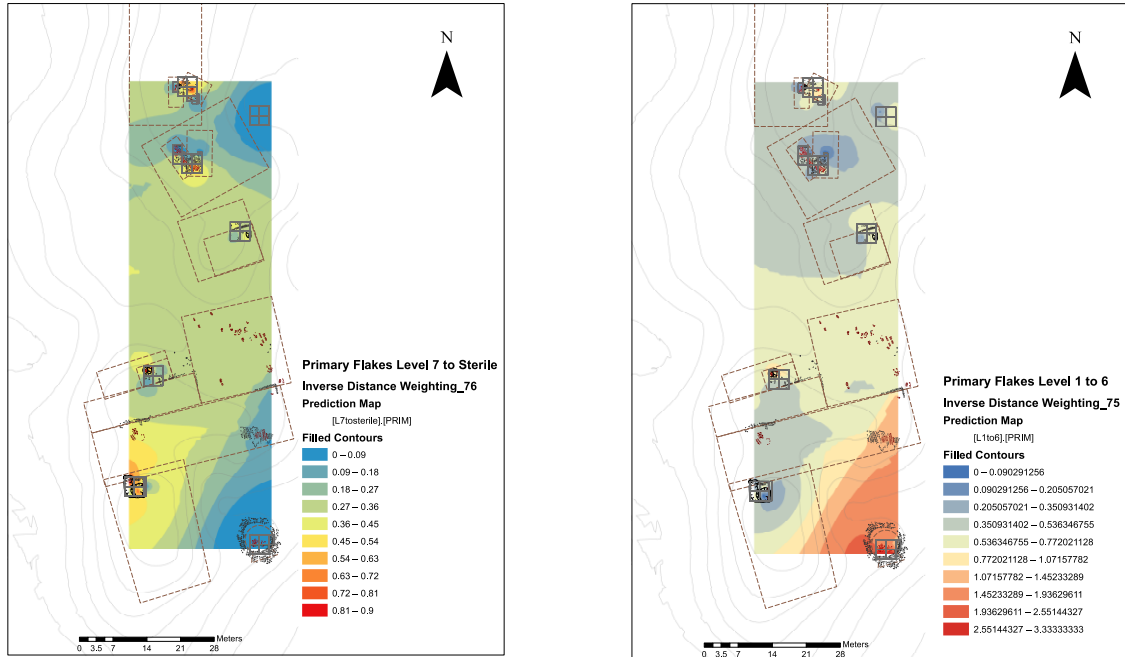 N
Primary Flakes Level 7 to Sterile
Inverse Distance Weighting_76
Prediction Map
[L7tosterile].[PRIM]
Filled Contours
0 – 0.09
0.09 – 0.18
0.18 – 0.27
0.27 – 0.36
0.36 – 0.45
0.45 – 0.54
0.54 – 0.63
0.63 – 0.72
0.72 – 0.81
0.81 – 0.9
Meters
0 3.5 7 14 21 28
N
Primary Flakes Level 1 to 6
Inverse Distance Weighting_75
Prediction Map
[L1to6].[PRIM]
Filled Contours
0 – 0.090291256
0.090291256 – 0.205057021
0.205057021 – 0.350931402
0.350931402 – 0.536346755
0.536346755 – 0.772021128
0.772021128 – 1.07157782
1.07157782 – 1.45233289
1.45233289 – 1.93629611
1.93629611 – 2.55144327
2.55144327 – 3.33333333
Meters
0 3.5 7 14 21 28